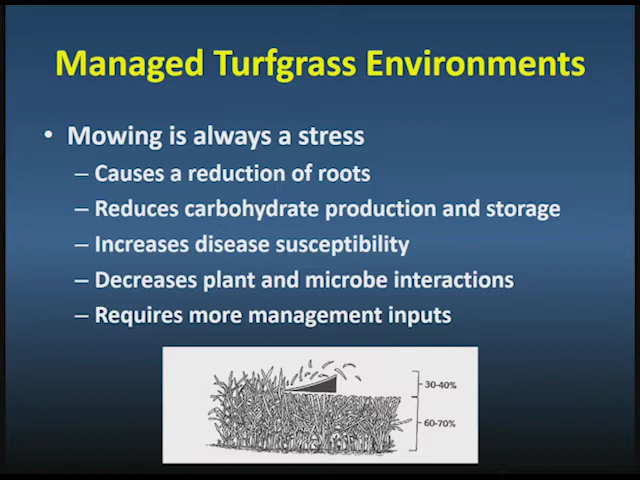 Managed Turfgrass Environments
• Mowing is always a stress
– Causes a reduction of roots
– Reduces carbohydrate production and storage
– Increases disease susceptibility
– Decreases plant and microbe interactions
– Requires more management inputs
30-40%
60-70%